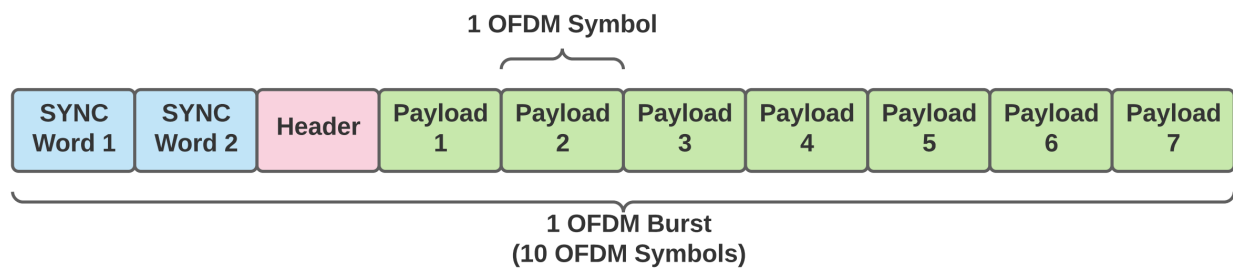 1 OFDM Symbol
SYNC
Word 1
SYNC
Word 2
Header
Payload
1
Payload
2
Payload
3
Payload
4
Payload
5
Payload
6
Payload
7
1 OFDM Burst
(10 OFDM Symbols)